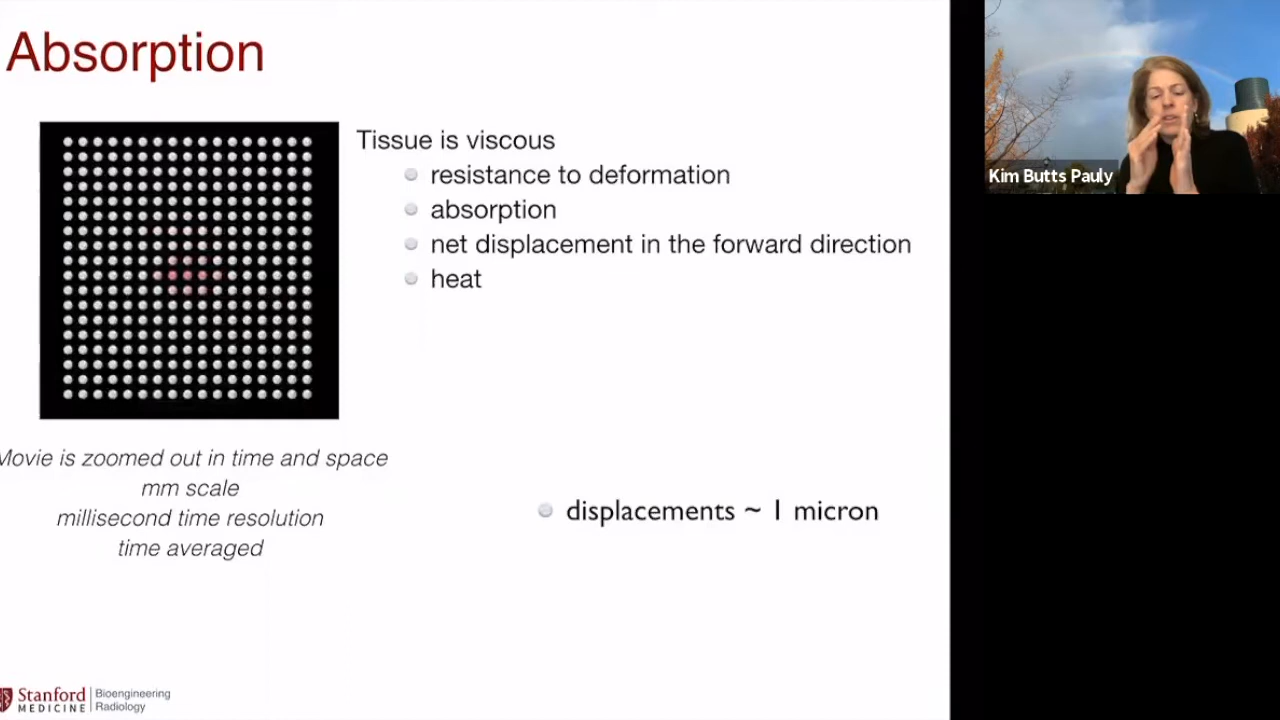 Absorption
Tissue is viscous
resistance to deformation
absorption
net displacement in the forward direction
heat
Movie is zoomed out in time and space
mm scale
millisecond time resolution
time averaged
displacements ~ 1 micron
Stanford
MEDICINE
Bioengineering
Radiology
Kim Butts Pauly